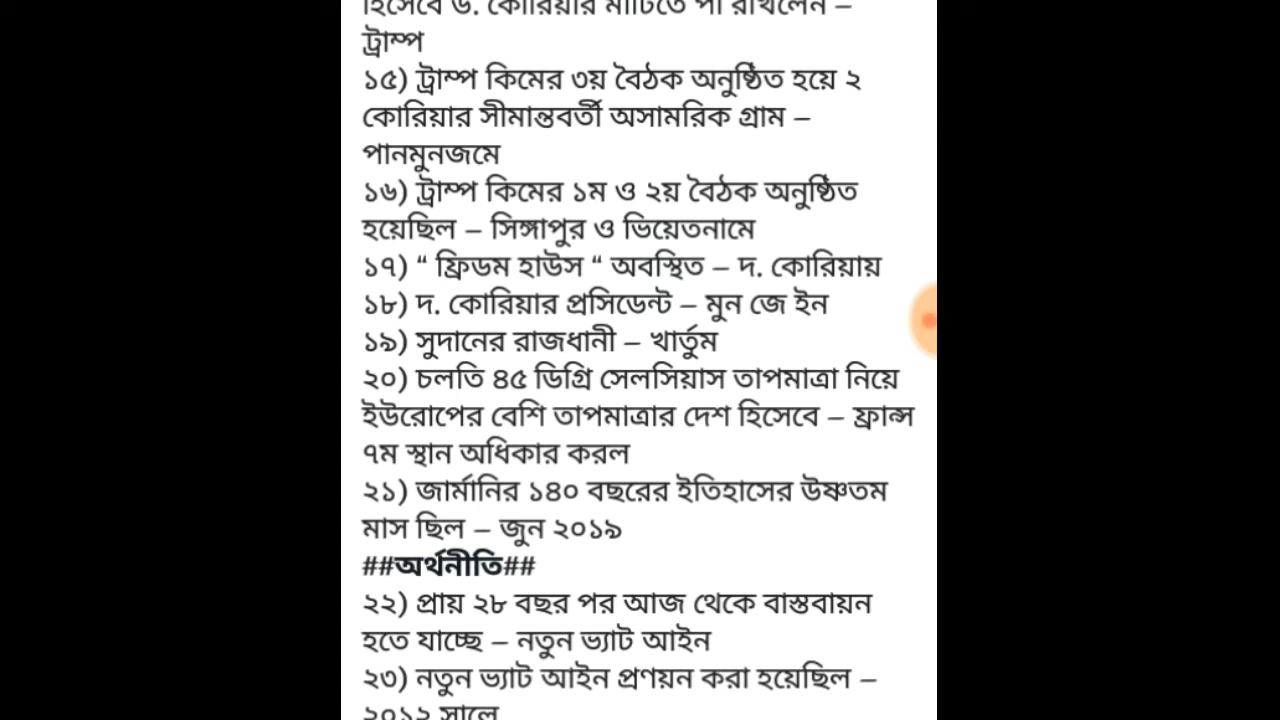 হিসেবে উ. কোরিয়ার মাটিতে পা রাখলেন –
ট্রাম্প
১৫) ট্রাম্প কিমের ৩য় বৈঠক অনুষ্ঠিত হয়ে ২
কোরিয়ার সীমান্তবর্তী অসামরিক গ্রাম –
পানমুনজমে
১৬) ট্রাম্প কিমের ১ম ও ২য় বৈঠক অনুষ্ঠিত
হয়েছিল – সিঙ্গাপুর ও ভিয়েতনামে
১৭) “ ফ্রিডম হাউস “ অবস্থিত – দ. কোরিয়ায়
১৮) দ. কোরিয়ার প্রসিডেন্ট – মুন জে ইন
১৯) সুদানের রাজধানী – খার্তুম
২০) চলতি ৪৫ ডিগ্রি সেলসিয়াস তাপমাত্রা নিয়ে
ইউরোপের বেশি তাপমাত্রার দেশ হিসেবে – ফ্রান্স
৭ম স্থান অধিকার করল
২১) জার্মানির ১৪০ বছরের ইতিহাসের উষ্ণতম
মাস ছিল – জুন ২০১৯
##অর্থনীতি##
২২) প্রায় ২৮ বছর পর আজ থেকে বাস্তবায়ন
হতে যাচ্ছে – নতুন ভ্যাট আইন
২৩) নতুন ভ্যাট আইন প্রণয়ন করা হয়েছিল –
২০১২ সালে